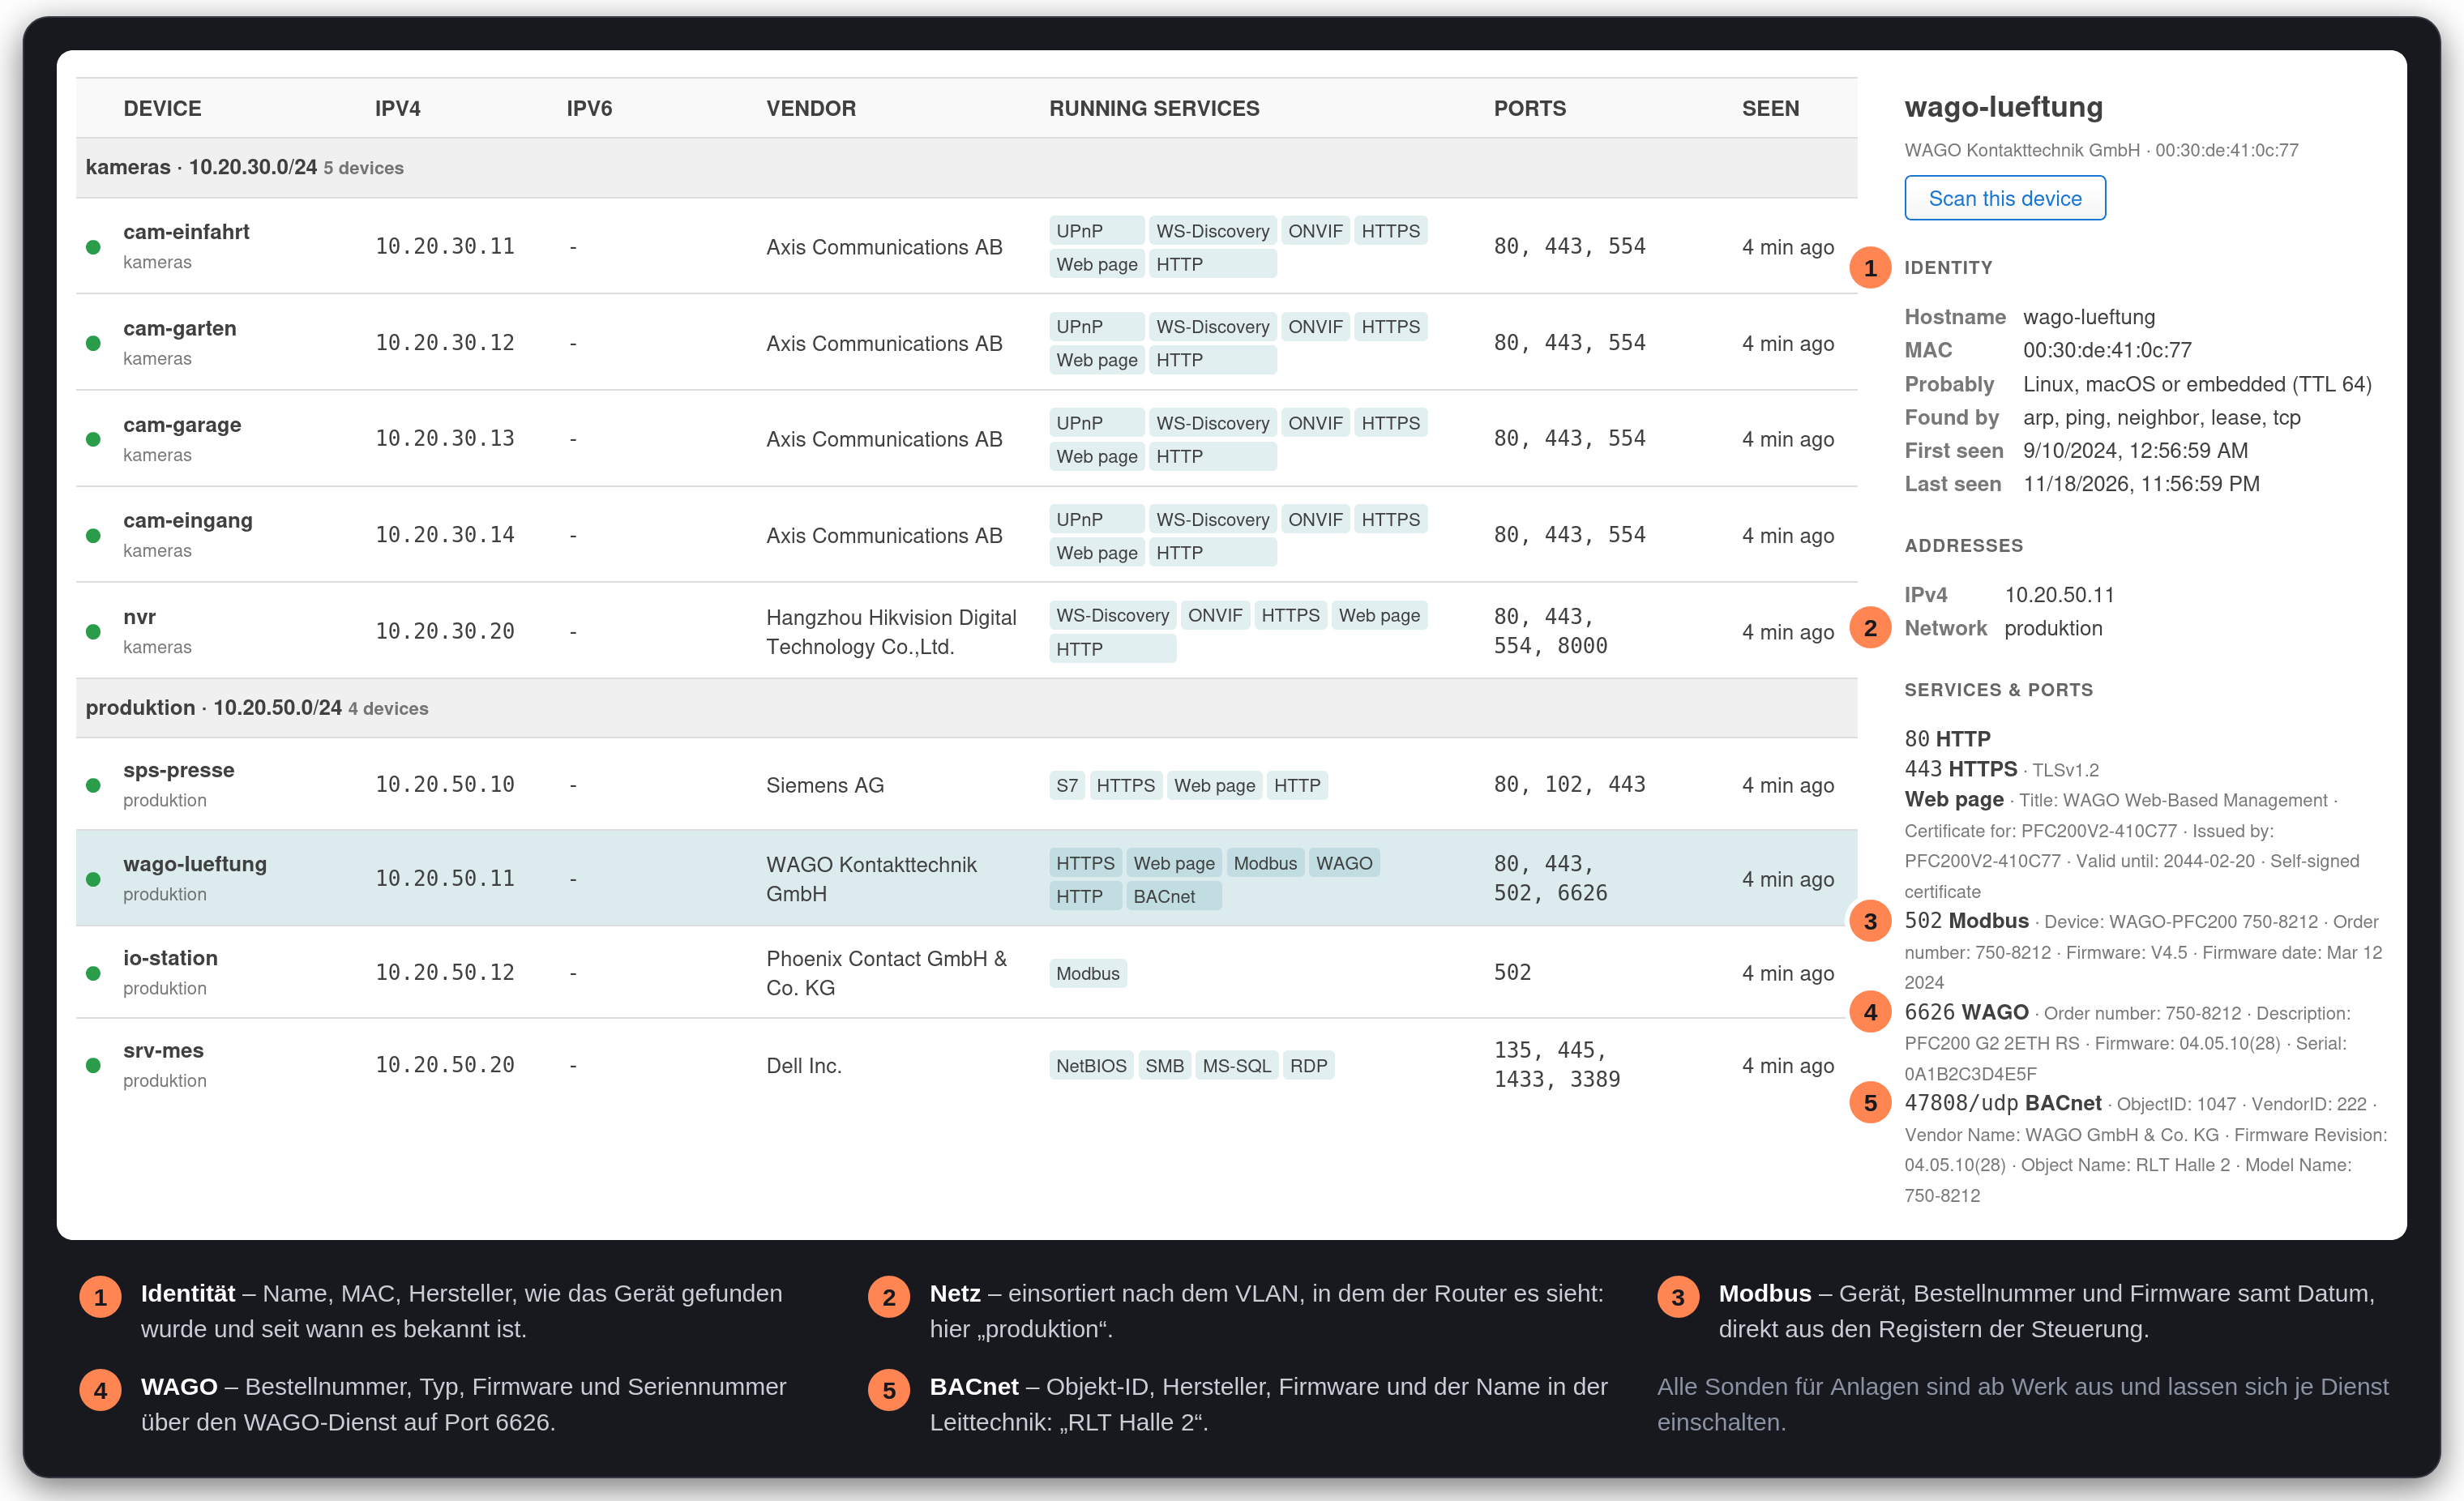 DEVICE IPV4 IPV6 VENDOR RUNNING SERVICES PORTS SEEN
kameras · 10.20.30.0/24 5 devices
cam-einfahrt
kameras
10.20.30.11 - Axis Communications AB
UPnP WS-Discovery ONVIF HTTPS
Web page HTTP
80, 443, 554 4 min ago
cam-garten
kameras
10.20.30.12 - Axis Communications AB
UPnP WS-Discovery ONVIF HTTPS
Web page HTTP
80, 443, 554 4 min ago
cam-garage
kameras
10.20.30.13 - Axis Communications AB
UPnP WS-Discovery ONVIF HTTPS
Web page HTTP
80, 443, 554 4 min ago
cam-eingang
kameras
10.20.30.14 - Axis Communications AB
UPnP WS-Discovery ONVIF HTTPS
Web page HTTP
80, 443, 554 4 min ago
nvr
kameras
10.20.30.20 -
Hangzhou Hikvision Digital
Technology Co.,Ltd.
WS-Discovery ONVIF HTTPS Web page
HTTP
80, 443,
554, 8000
4 min ago
produktion · 10.20.50.0/24 4 devices
sps-presse
produktion
10.20.50.10 - Siemens AG
S7 HTTPS Web page HTTP
80, 102, 443 4 min ago
wago-lueftung
produktion
10.20.50.11 -
WAGO Kontakttechnik
GmbH
HTTPS Web page Modbus WAGO
HTTP BACnet
80, 443,
502, 6626
4 min ago
io-station
produktion
10.20.50.12 -
Phoenix Contact GmbH &
Co. KG
Modbus
502 4 min ago
srv-mes
produktion
10.20.50.20 - Dell Inc.
NetBIOS SMB MS-SQL RDP
135, 445,
1433, 3389
4 min ago
wago-lueftung
WAGO Kontakttechnik GmbH · 00:30:de:41:0c:77
Scan this device
1 IDENTITY
Hostname wago-lueftung
MAC 00:30:de:41:0c:77
Probably Linux, macOS or embedded (TTL 64)
Found by arp, ping, neighbor, lease, tcp
First seen 9/10/2024, 12:56:59 AM
Last seen 11/18/2026, 11:56:59 PM
ADDRESSES
IPv4 10.20.50.11
2 Network produktion
SERVICES & PORTS
80 HTTP
443 HTTPS · TLSv1.2
Web page · Title: WAGO Web-Based Management ·
Certificate for: PFC200V2-410C77 · Issued by:
PFC200V2-410C77 · Valid until: 2044-02-20 · Self-signed
certificate
3 502 Modbus · Device: WAGO-PFC200 750-8212 · Order
number: 750-8212 · Firmware: V4.5 · Firmware date: Mar 12
2024
4 6626 WAGO · Order number: 750-8212 · Description:
PFC200 G2 2ETH RS · Firmware: 04.05.10(28) · Serial:
0A1B2C3D4E5F
5 47808/udp BACnet · ObjectID: 1047 · VendorID: 222 ·
Vendor Name: WAGO GmbH & Co. KG · Firmware Revision:
04.05.10(28) · Object Name: RLT Halle 2 · Model Name:
750-8212
1 Identität – Name, MAC, Hersteller, wie das Gerät gefunden
wurde und seit wann es bekannt ist.
2 Netz – einsortiert nach dem VLAN, in dem der Router es sieht:
hier „produktion“.
3 Modbus – Gerät, Bestellnummer und Firmware samt Datum,
direkt aus den Registern der Steuerung.
4 WAGO – Bestellnummer, Typ, Firmware und Seriennummer
über den WAGO-Dienst auf Port 6626.
5 BACnet – Objekt-ID, Hersteller, Firmware und der Name in der
Leittechnik: „RLT Halle 2“.
Alle Sonden für Anlagen sind ab Werk aus und lassen sich je Dienst
einschalten.